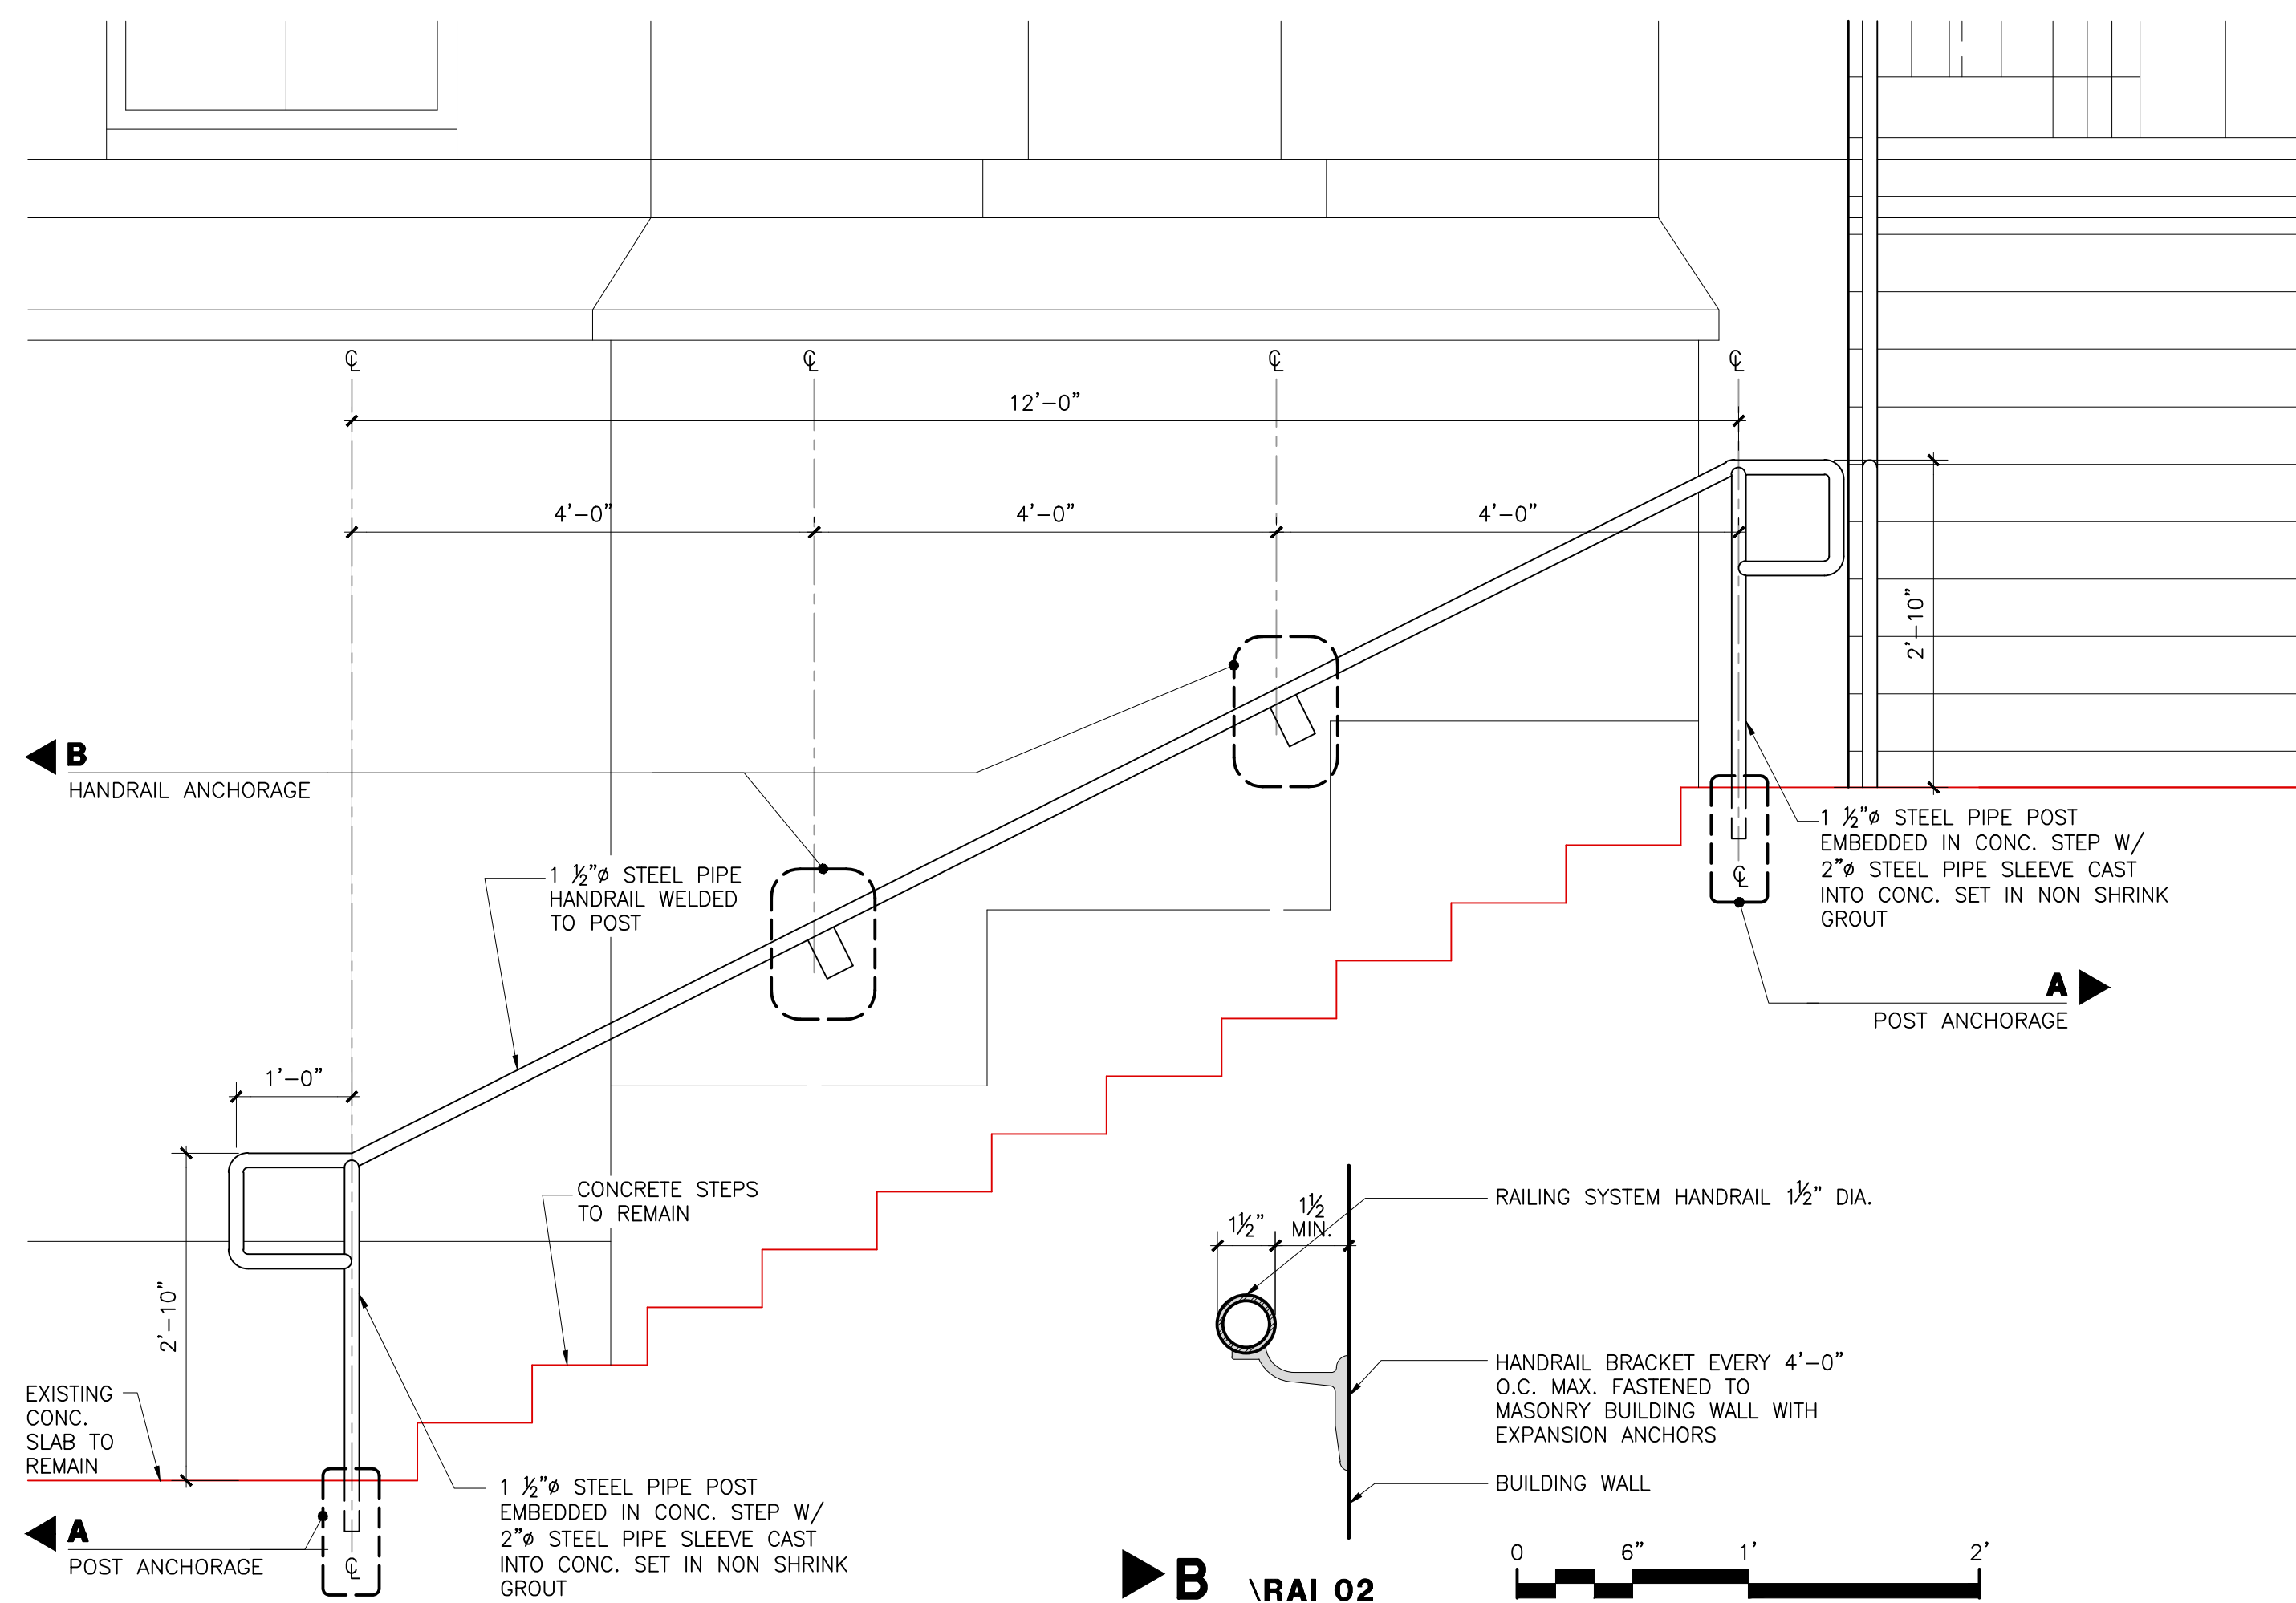 ℄ ℄ ℄ ℄
12'-0"
4'-0" 4'-0" 4'-0"
2'-10"
B
HANDRAIL ANCHORAGE
1 ½"ø STEEL PIPE
HANDRAIL WELDED
TO POST
1 ½"ø STEEL PIPE POST
EMBEDDED IN CONC. STEP W/
2"ø STEEL PIPE SLEEVE CAST
INTO CONC. SET IN NON SHRINK
GROUT
℄
A
POST ANCHORAGE
1'-0"
CONCRETE STEPS
TO REMAIN
2'-10"
EXISTING
CONC.
SLAB TO
REMAIN
1 ½"ø STEEL PIPE POST
EMBEDDED IN CONC. STEP W/
2"ø STEEL PIPE SLEEVE CAST
INTO CONC. SET IN NON SHRINK
GROUT
A
POST ANCHORAGE
℄
1½"
1½
MIN.
RAILING SYSTEM HANDRAIL 1½" DIA.
HANDRAIL BRACKET EVERY 4'-0"
O.C. MAX. FASTENED TO
MASONRY BUILDING WALL WITH
EXPANSION ANCHORS
BUILDING WALL
B \RAI 02
0 6" 1' 2'